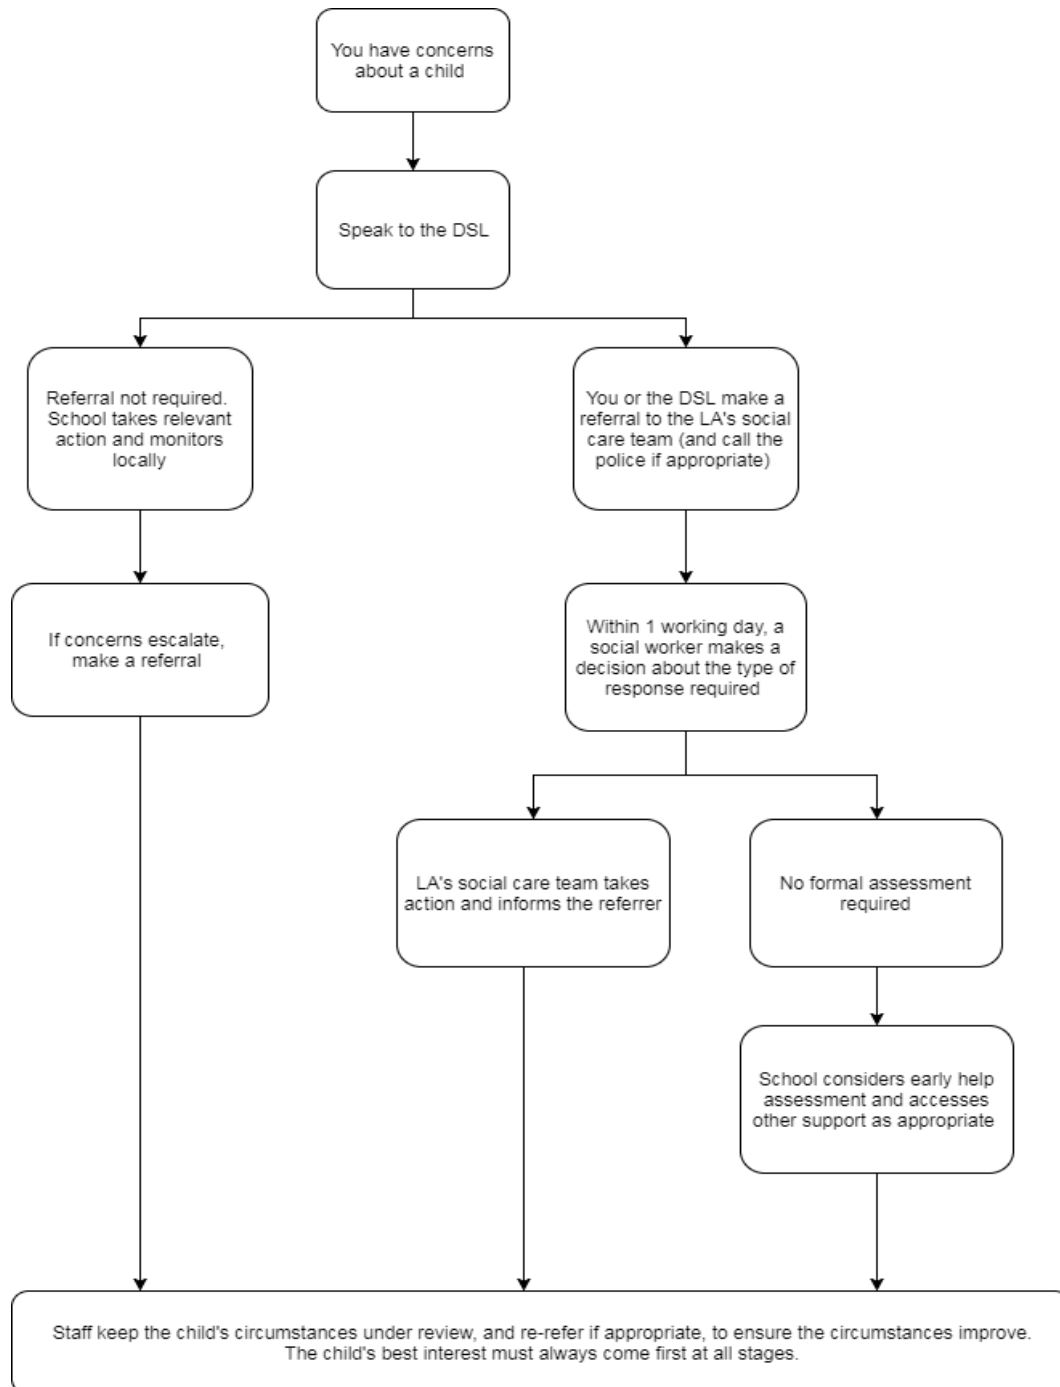 You have concerns
about a child
Speak to the DSL
Referral not required.
School takes relevant
action and monitors
locally
You or the DSL make a
referral to the LA's social
care team (and call the
police if appropriate)
If concerns escalate,
make a referral
Within 1 working day, a
social worker makes a
decision about the type of
response required
LA's social care team takes
action and informs the referrer
No formal assessment
required
School considers early help
assessment and accesses
other support as appropriate
Staff keep the child's circumstances under review, and re-refer if appropriate, to ensure the circumstances improve.
The child's best interest must always come first at all stages.